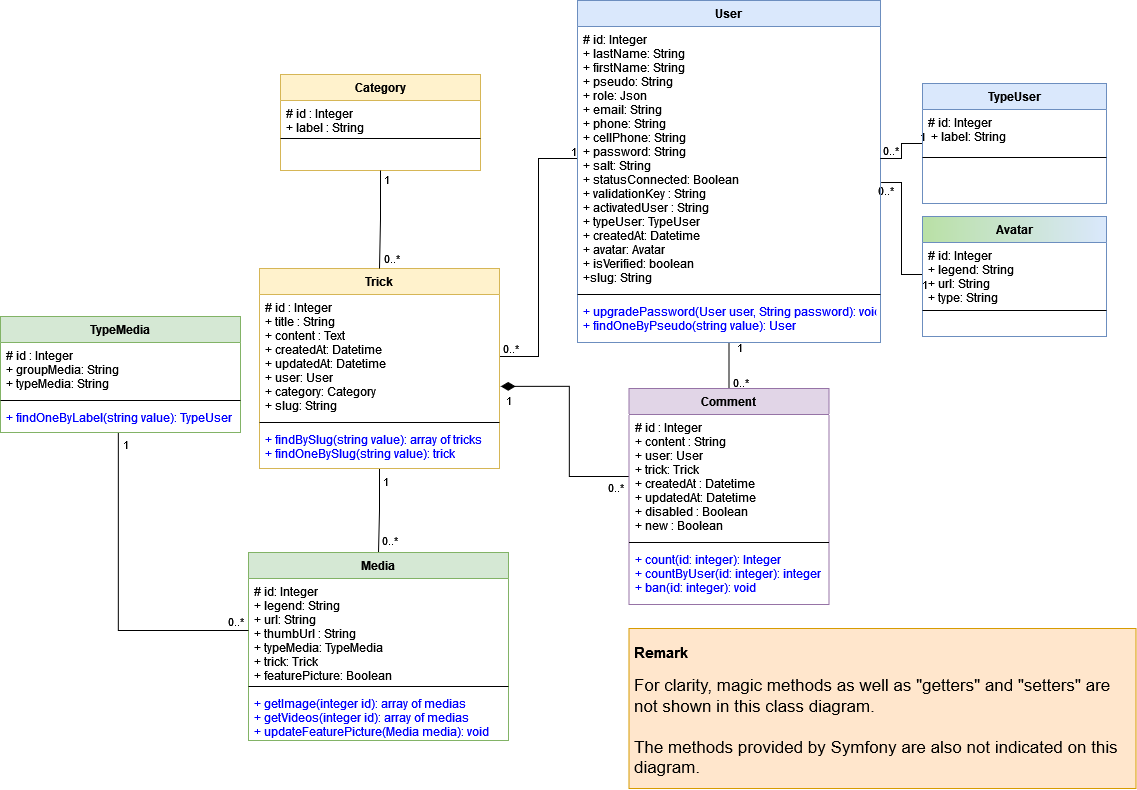 User
# id: Integer
+ lastName: String
+ firstName: String
+ pseudo: String
+ role: Json
+ email: String
+ phone: String
+ cellPhone: String
+ password: String
+ salt: String
+ statusConnected: Boolean
+ validationKey : String
+ activatedUser : String
+ typeUser: TypeUser
+ createdAt: Datetime
+ avatar: Avatar
+ isVerified: boolean
+slug: String
+ upgradePassword(User user, String password): voi
+ findOneByPseudo(string value): User
Category
# id : Integer
+ label : String
1
0..*
1
0..*
TypeUser
# id: Integer
+ label: String
0..*
1
0..*
1
Avatar
# id: Integer
+ legend: String
+ url: String
+ type: String
Trick
# id : Integer
+ title : String
+ content : Text
+ createdAt: Datetime
+ updatedAt: Datetime
+ user: User
+ category: Category
+ slug: String
+ findBySlug(string value): array of tricks
+ findOneBySlug(string value): trick
TypeMedia
# id : Integer
+ groupMedia: String
+ typeMedia: String
+ findOneByLabel(string value): TypeUser
1
0..*
1
0..*
1
0..*
1
0..*
Comment
# id : Integer
+ content : String
+ user: User
+ trick: Trick
+ createdAt : Datetime
+ updatedAt: Datetime
+ disabled : Boolean
+ new : Boolean
+ count(id: integer): Integer
+ countByUser(id: integer): integer
+ ban(id: integer): void
Media
# id: Integer
+ legend: String
+ url: String
+ thumbUrl : String
+ typeMedia: TypeMedia
+ trick: Trick
+ featurePicture: Boolean
+ getImage(integer id): array of medias
+ getVideos(integer id): array of medias
+ updateFeaturePicture(Media media): void
Remark
For clarity, magic methods as well as "getters" and "setters" are
not shown in this class diagram.
The methods provided by Symfony are also not indicated on this
diagram.